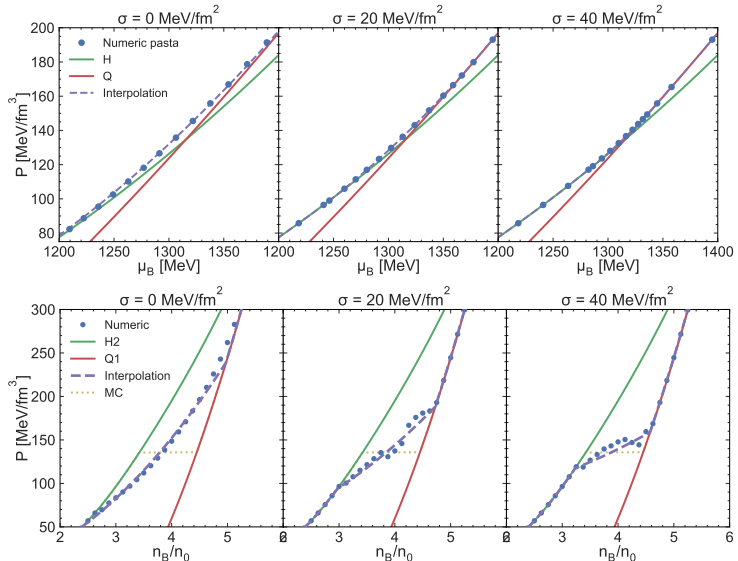 σ = 0 MeV/fm²
σ = 20 MeV/fm²
σ = 40 MeV/fm²
200
180
160
140
120
100
80
P [MeV/fm³]
Numeric pasta
H
Q
Interpolation
1200 1250 1300 1350 1200 1250 1300 1350 1200 1250 1300 1350 1400
μB [MeV]
μB [MeV]
μB [MeV]
σ = 0 MeV/fm²
σ = 20 MeV/fm²
σ = 40 MeV/fm²
300
250
200
150
100
50
P [MeV/fm³]
Numeric
H2
Q1
Interpolation
MC
2 3 4 5 3 4 5 3 4 5 6
nB/n0
nB/n0
nB/n0